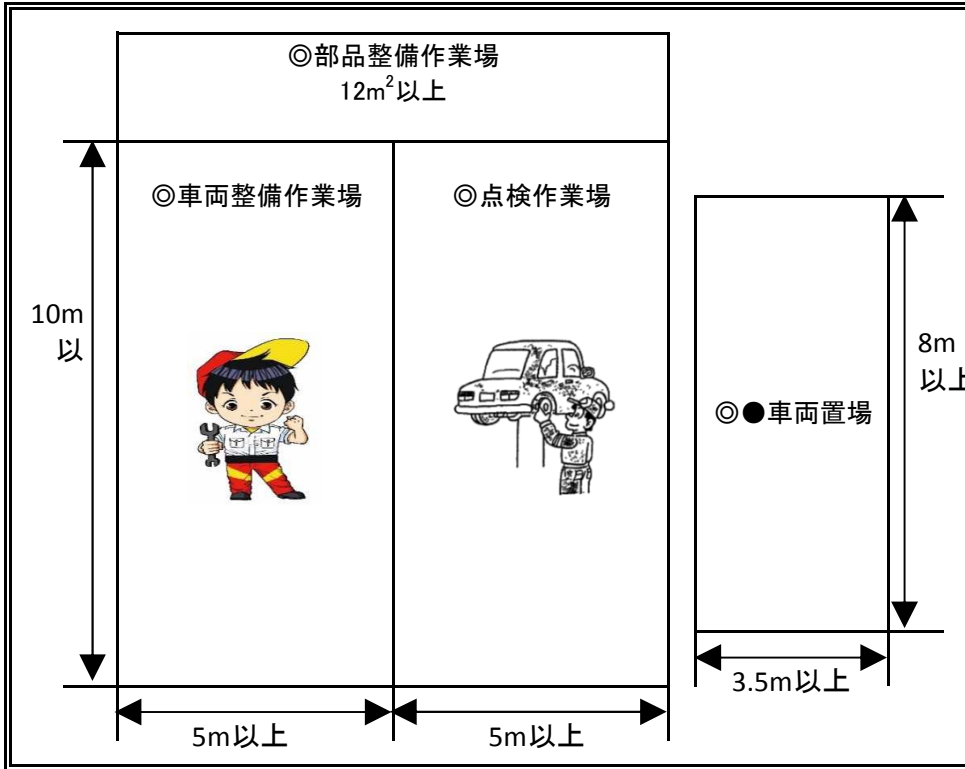 ◎部品整備作業場
12m²以上
◎車両整備作業場
◎点検作業場
10m
以
8m
以上
◎●車両置場
3.5m以上
5m以上
5m以上